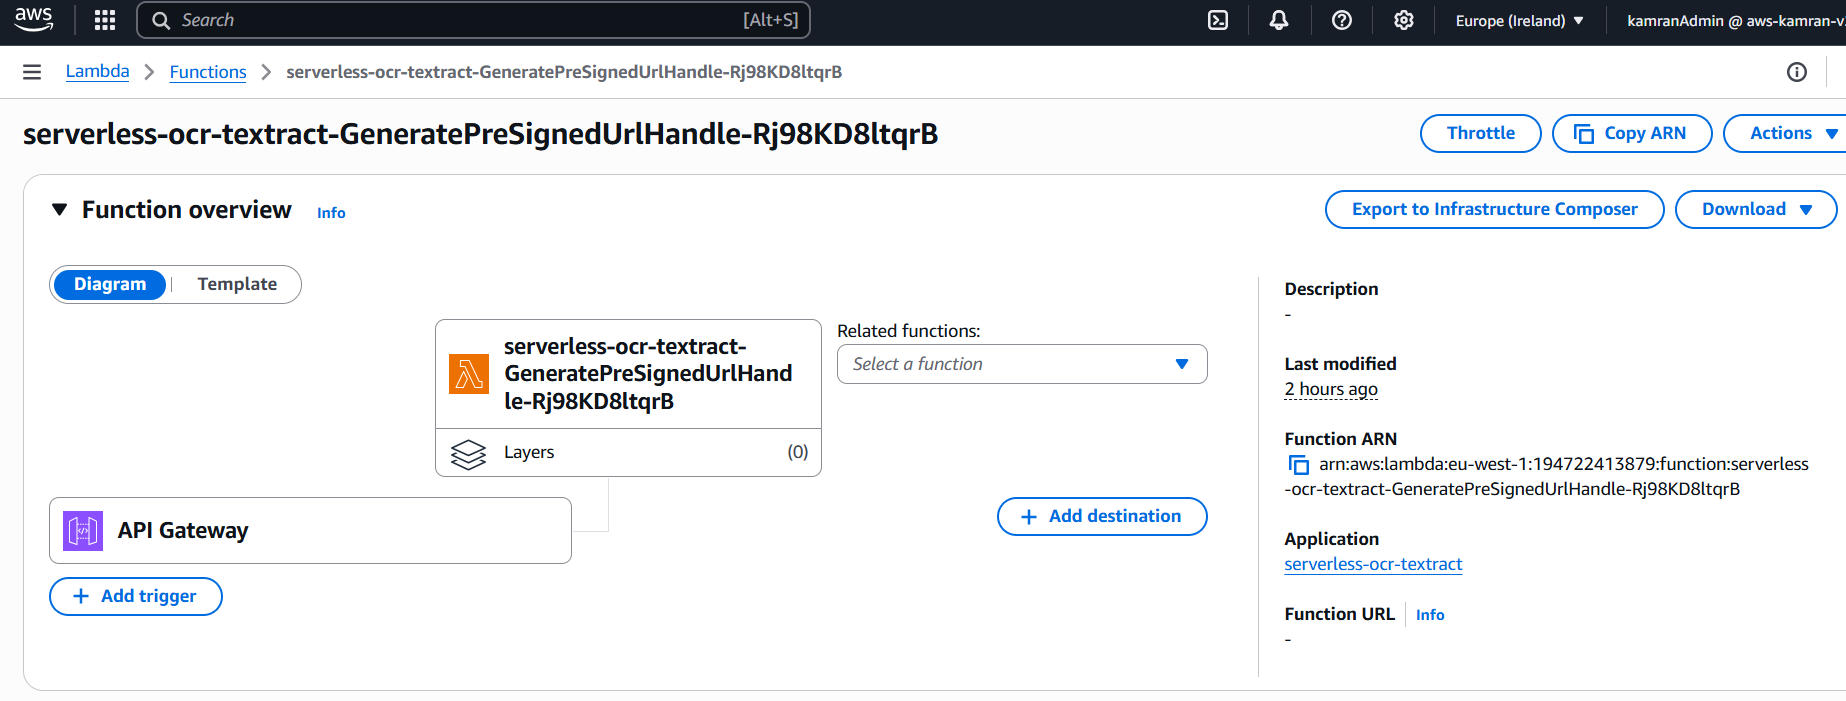 aws
Search [Alt+S]
Europe (Ireland)
kamranAdmin @ aws-kamran-v
Lambda
Functions
serverless-ocr-textract-GeneratePreSignedUrlHandle-Rj98KD8ltqrB
serverless-ocr-textract-GeneratePreSignedUrlHandle-Rj98KD8ltqrB
Throttle
Copy ARN
Actions
Function overview
Info
Export to Infrastructure Composer
Download
Diagram
Template
serverless-ocr-textract-
GeneratePreSignedUrlHand
le-Rj98KD8ltqrB
Layers (0)
Related functions:
Select a function
API Gateway
+ Add trigger
+ Add destination
Description
-
Last modified
2 hours ago
Function ARN
arn:aws:lambda:eu-west-1:194722413879:function:serverless
-ocr-textract-GeneratePreSignedUrlHandle-Rj98KD8ltqrB
Application
serverless-ocr-textract
Function URL
Info
-